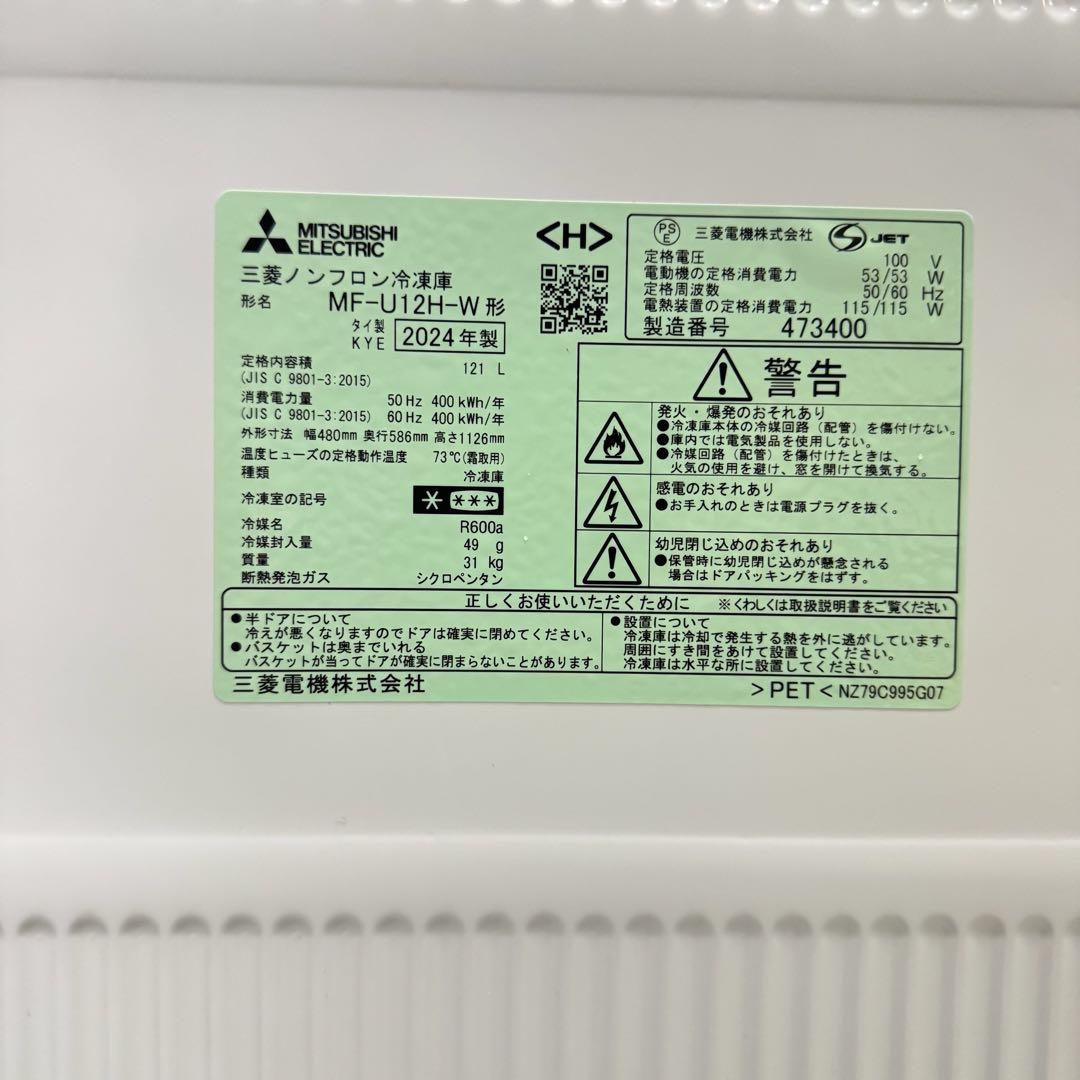 MITSUBISHI
ELECTRIC
三菱ノンフロン冷凍庫
形名 MF-U12H-W 形
タイ製
KYE 2024年製
定格内容積 121 L
(JIS C 9801-3:2015)
消費電力量 50Hz 400kWh/年
(JIS C 9801-3:2015) 60Hz 400kWh/年
外形寸法 幅480mm 奥行586mm 高さ1126mm
温度ヒューズの定格動作温度 73℃(霜取用)
種類 冷凍庫
冷凍室の記号
冷媒名 R600a
冷媒封入量 49 g
質量 31 kg
断熱発泡ガス シクロペンタン
<H>
PSE 三菱電機株式会社 S JET
定格電圧 100 V
電動機の定格消費電力 53/53 W
定格周波数 50/60 Hz
電熱装置の定格消費電力 115/115 W
製造番号 473400
警告
発火・爆発のおそれあり
●冷凍庫本体の冷媒回路（配管）を傷付けない。
●庫内では電気製品を使用しない。
●冷媒回路（配管）を傷付けたときは、
火気の使用を避け、窓を開けて換気する。
感電のおそれあり
●お手入れのときは電源プラグを抜く。
幼児閉じ込めのおそれあり
●保管時に幼児閉じ込めが懸念される
場合はドアパッキングをはずす。
正しくお使いいただくために ※くわしくは取扱説明書をご覧ください
●半ドアについて
冷えが悪くなりますのでドアは確実に閉めてください。
●バスケットは奥までいれる
バスケットが当ってドアが確実に閉まらないことがあります。
●設置について
冷凍庫は冷却で発生する熱を外に逃がしています。
周囲にすき間をあけて設置してください。
冷凍庫は水平な所に設置してください。
三菱電機株式会社
>PET< NZ79C995G07